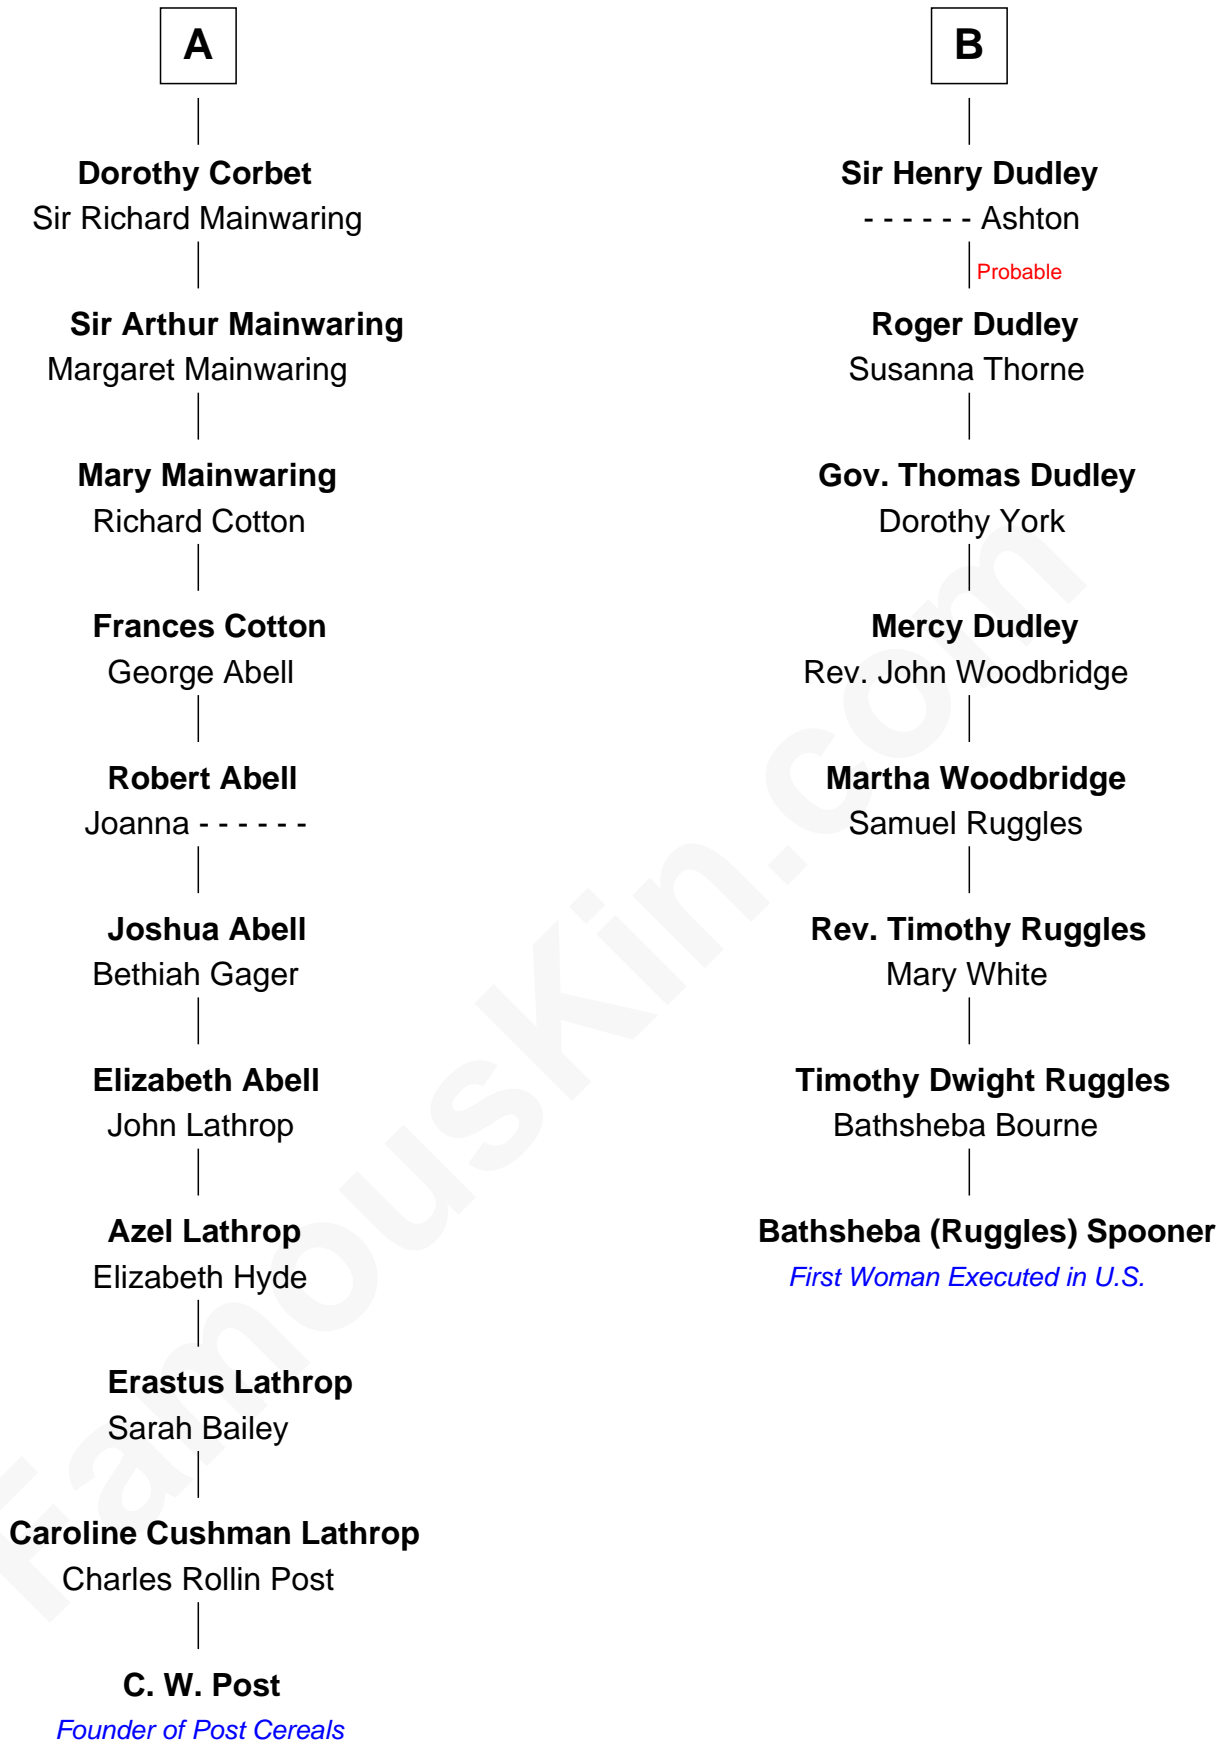 A
Dorothy Corbet
Sir Richard Mainwaring
Sir Arthur Mainwaring
Margaret Mainwaring
Mary Mainwaring
Richard Cotton
Frances Cotton
George Abell
Robert Abell
Joanna - - - - - -
Joshua Abell
Bethiah Gager
Elizabeth Abell
John Lathrop
Azel Lathrop
Elizabeth Hyde
Erastus Lathrop
Sarah Bailey
Caroline Cushman Lathrop
Charles Rollin Post
C. W. Post
Founder of Post Cereals
B
Sir Henry Dudley
- - - - - - Ashton
Probable
Roger Dudley
Susanna Thorne
Gov. Thomas Dudley
Dorothy York
Mercy Dudley
Rev. John Woodbridge
Martha Woodbridge
Samuel Ruggles
Rev. Timothy Ruggles
Mary White
Timothy Dwight Ruggles
Bathsheba Bourne
Bathsheba (Ruggles) Spooner
First Woman Executed in U.S.
FamousKin.com